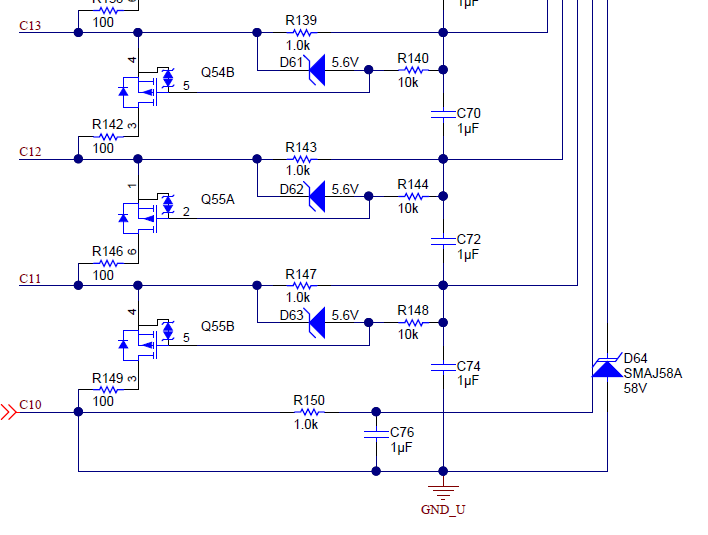 1µF
100
C13
R139
1.0k
D61
5.6V
R140
10k
4
Q54B
5
3
C70
1µF
R142
100
C12
R143
1.0k
D62
5.6V
R144
10k
1
Q55A
2
6
C72
1µF
R146
100
C11
R147
1.0k
D63
5.6V
R148
10k
4
Q55B
5
3
C74
1µF
D64
SMAJ58A
58V
R149
100
C10
R150
1.0k
C76
1µF
GND_U